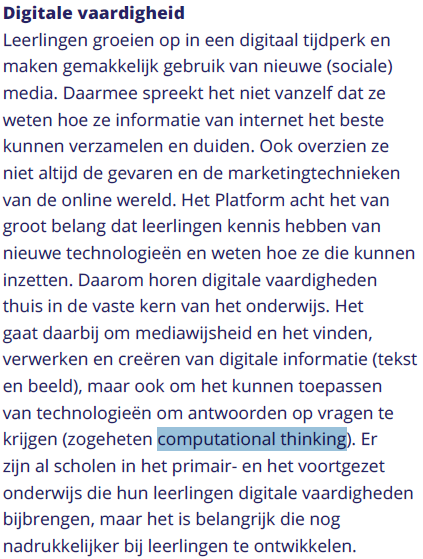 Digitale vaardigheid
Leerlingen groeien op in een digitaal tijdperk en
maken gemakkelijk gebruik van nieuwe (sociale)
media. Daarmee spreekt het niet vanzelf dat ze
weten hoe ze informatie van internet het beste
kunnen verzamelen en duiden. Ook overzien ze
niet altijd de gevaren en de marketingtechnieken
van de online wereld. Het Platform acht het van
groot belang dat leerlingen kennis hebben van
nieuwe technologieën en weten hoe ze die kunnen
inzetten. Daarom horen digitale vaardigheden
thuis in de vaste kern van het onderwijs. Het
gaat daarbij om mediawijsheid en het vinden,
verwerken en creëren van digitale informatie (tekst
en beeld), maar ook om het kunnen toepassen
van technologieën om antwoorden op vragen te
krijgen (zogeheten computational thinking). Er
zijn al scholen in het primair- en het voortgezet
onderwijs die hun leerlingen digitale vaardigheden
bijbrengen, maar het is belangrijk die nog
nadrukkelijker bij leerlingen te ontwikkelen.